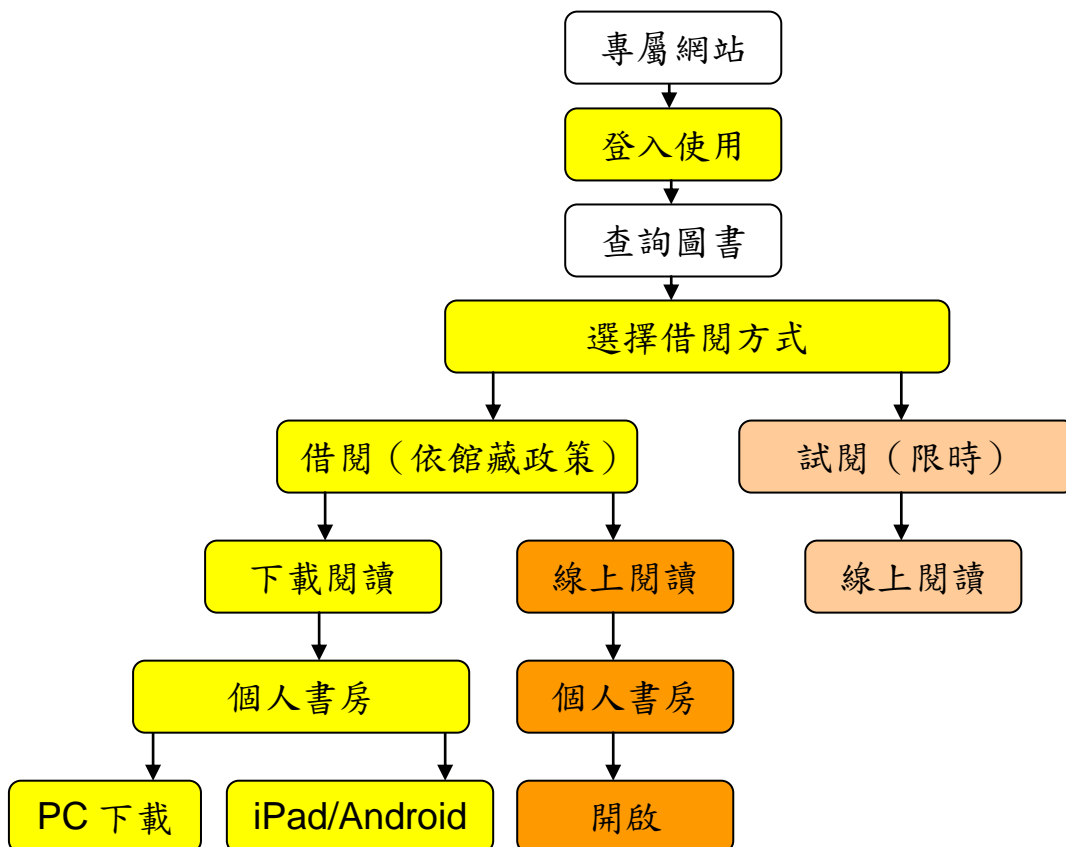 專屬網站
登入使用
查詢圖書
選擇借閱方式
借閱（依館藏政策）
試閱（限時）
下載閱讀
線上閱讀
線上閱讀
個人書房
個人書房
PC 下載
iPad/Android
開啟